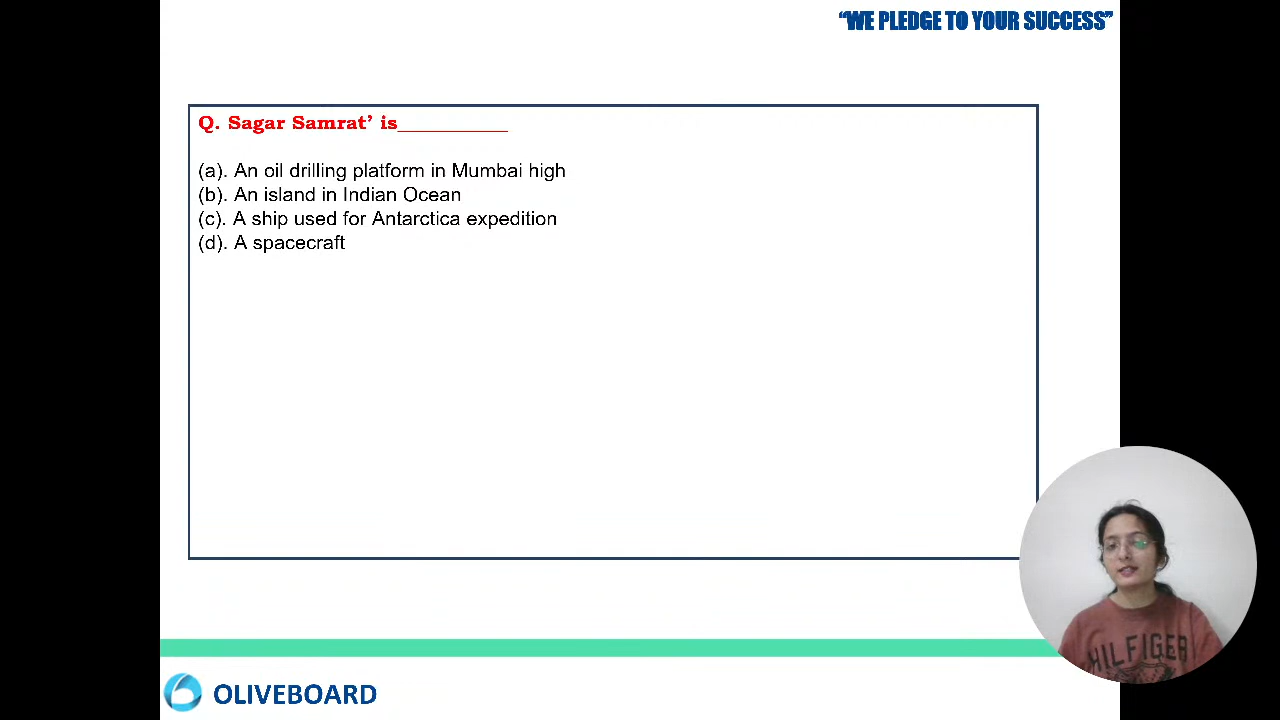 “WE PLEDGE TO YOUR SUCCESS”
Q. Sagar Samrat’ is__________
(a). An oil drilling platform in Mumbai high
(b). An island in Indian Ocean
(c). A ship used for Antarctica expedition
(d). A spacecraft
HILFIGER
OLIVEBOARD